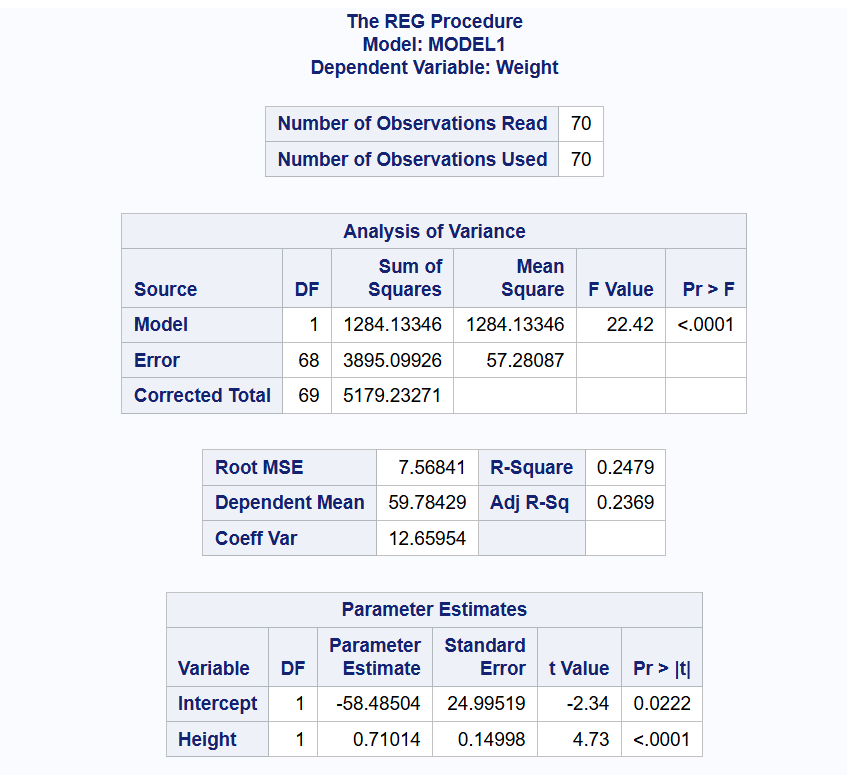 The REG Procedure
Model: MODEL1
Dependent Variable: Weight
Number of Observations Read 70
Number of Observations Used 70
Analysis of Variance
Source DF Sum of Squares Mean Square F Value Pr > F
Model 1 1284.13346 1284.13346 22.42 <.0001
Error 68 3895.09926 57.28087
Corrected Total 69 5179.23271
Root MSE 7.56841 R-Square 0.2479
Dependent Mean 59.78429 Adj R-Sq 0.2369
Coeff Var 12.65954
Parameter Estimates
Variable DF Parameter Estimate Standard Error t Value Pr > |t|
Intercept 1 -58.48504 24.99519 -2.34 0.0222
Height 1 0.71014 0.14998 4.73 <.0001